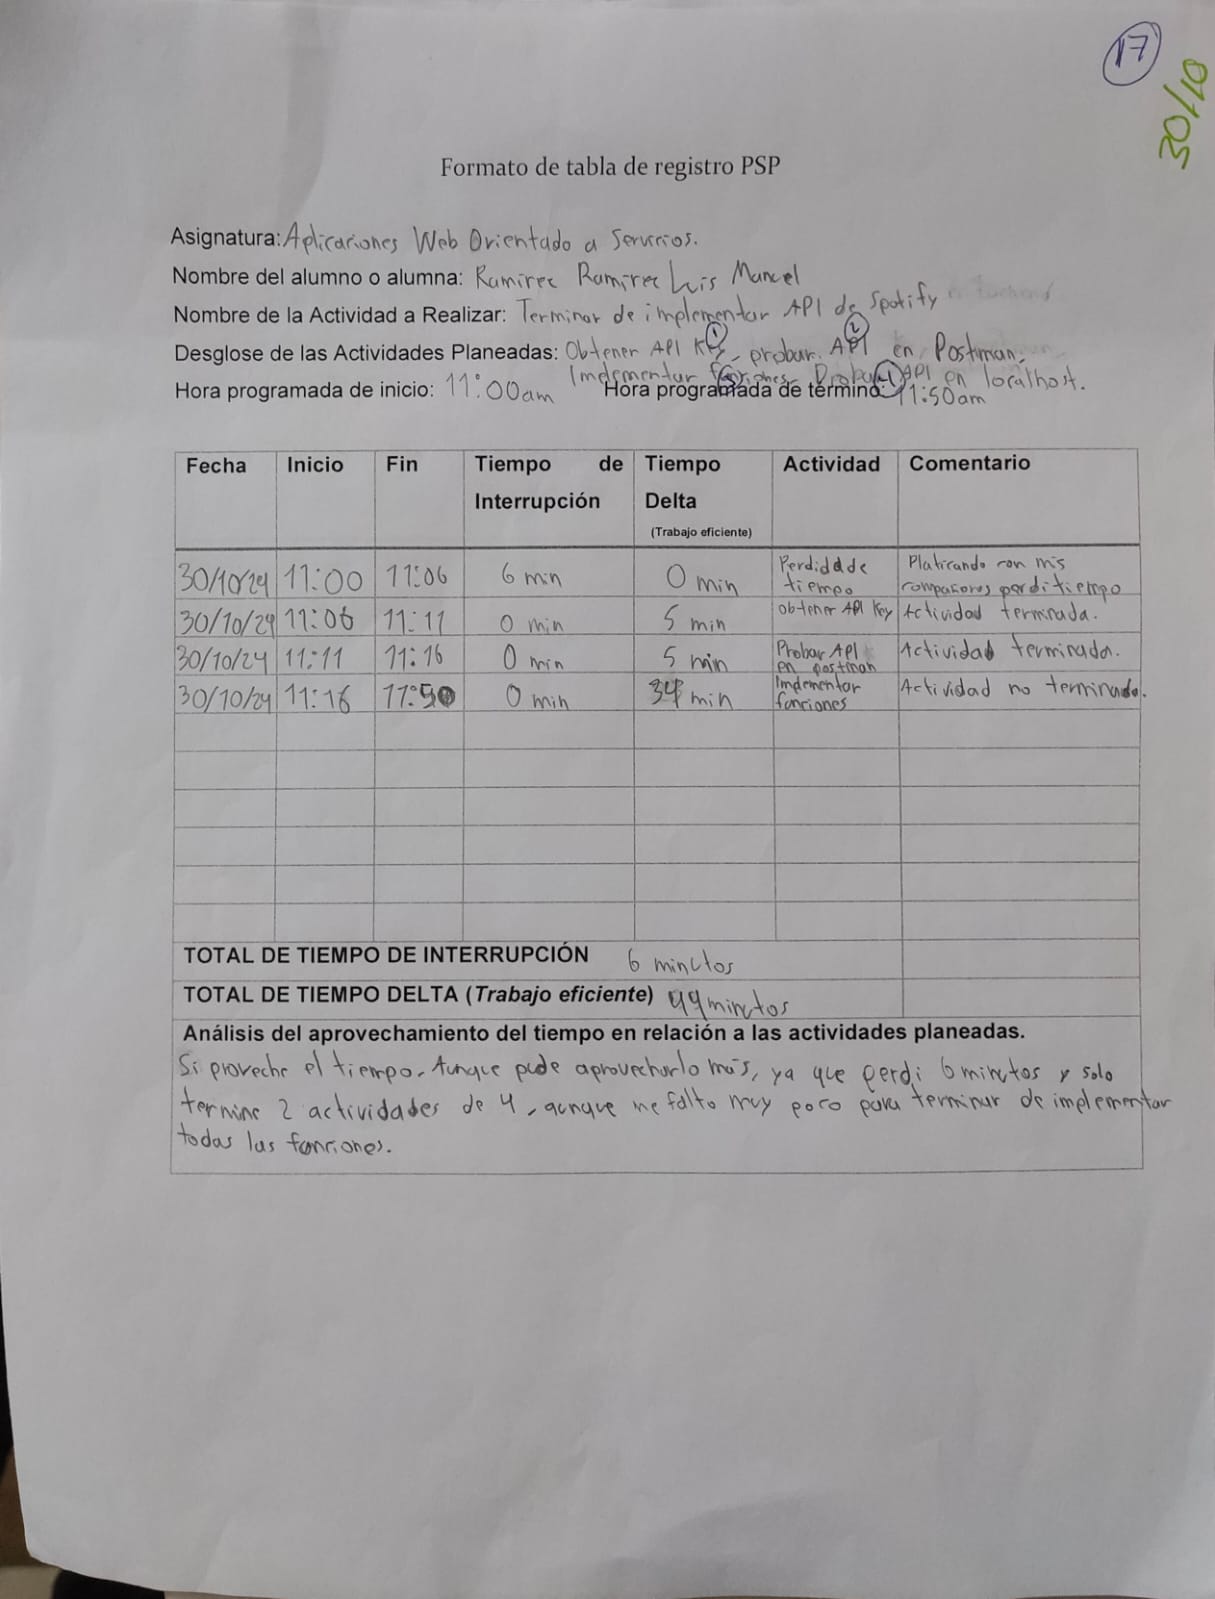 17
30/10
Formato de tabla de registro PSP
Asignatura: Aplicaciones Web Orientado a Servicios.
Nombre del alumno o alumna: Ramirez Ramirez Luis Manuel
Nombre de la Actividad a Realizar: Terminar de implementar API de Spotify
Desglose de las Actividades Planeadas: Obtener API Key, probar API en Postman,
1 2
Implementar funciones, Probar API en localhost.
Hora programada de inicio: 11:00am Hora programada de término: 11:50am
Fecha Inicio Fin Tiempo de Interrupción Tiempo Delta (Trabajo eficiente) Actividad Comentario
30/10/24 11:00 11:06 6 min 0 min Perdida de tiempo Platicando con mis compañeros perdi tiempo
30/10/24 11:06 11:11 0 min 5 min obtener API Key Actividad terminada.
30/10/24 11:11 11:16 0 min 5 min Probar API en postman Actividad terminada.
30/10/24 11:16 11:50 0 min 34 min Implementar funciones Actividad no terminada.
TOTAL DE TIEMPO DE INTERRUPCIÓN 6 minutos
TOTAL DE TIEMPO DELTA (Trabajo eficiente) 44 minutos
Análisis del aprovechamiento del tiempo en relación a las actividades planeadas.
Si proveche el tiempo. Aunque pude aprovecharlo más, ya que perdi 6 minutos y solo
termine 2 actividades de 4, aunque me falto muy poco para terminar de implementar
todas las funciones.